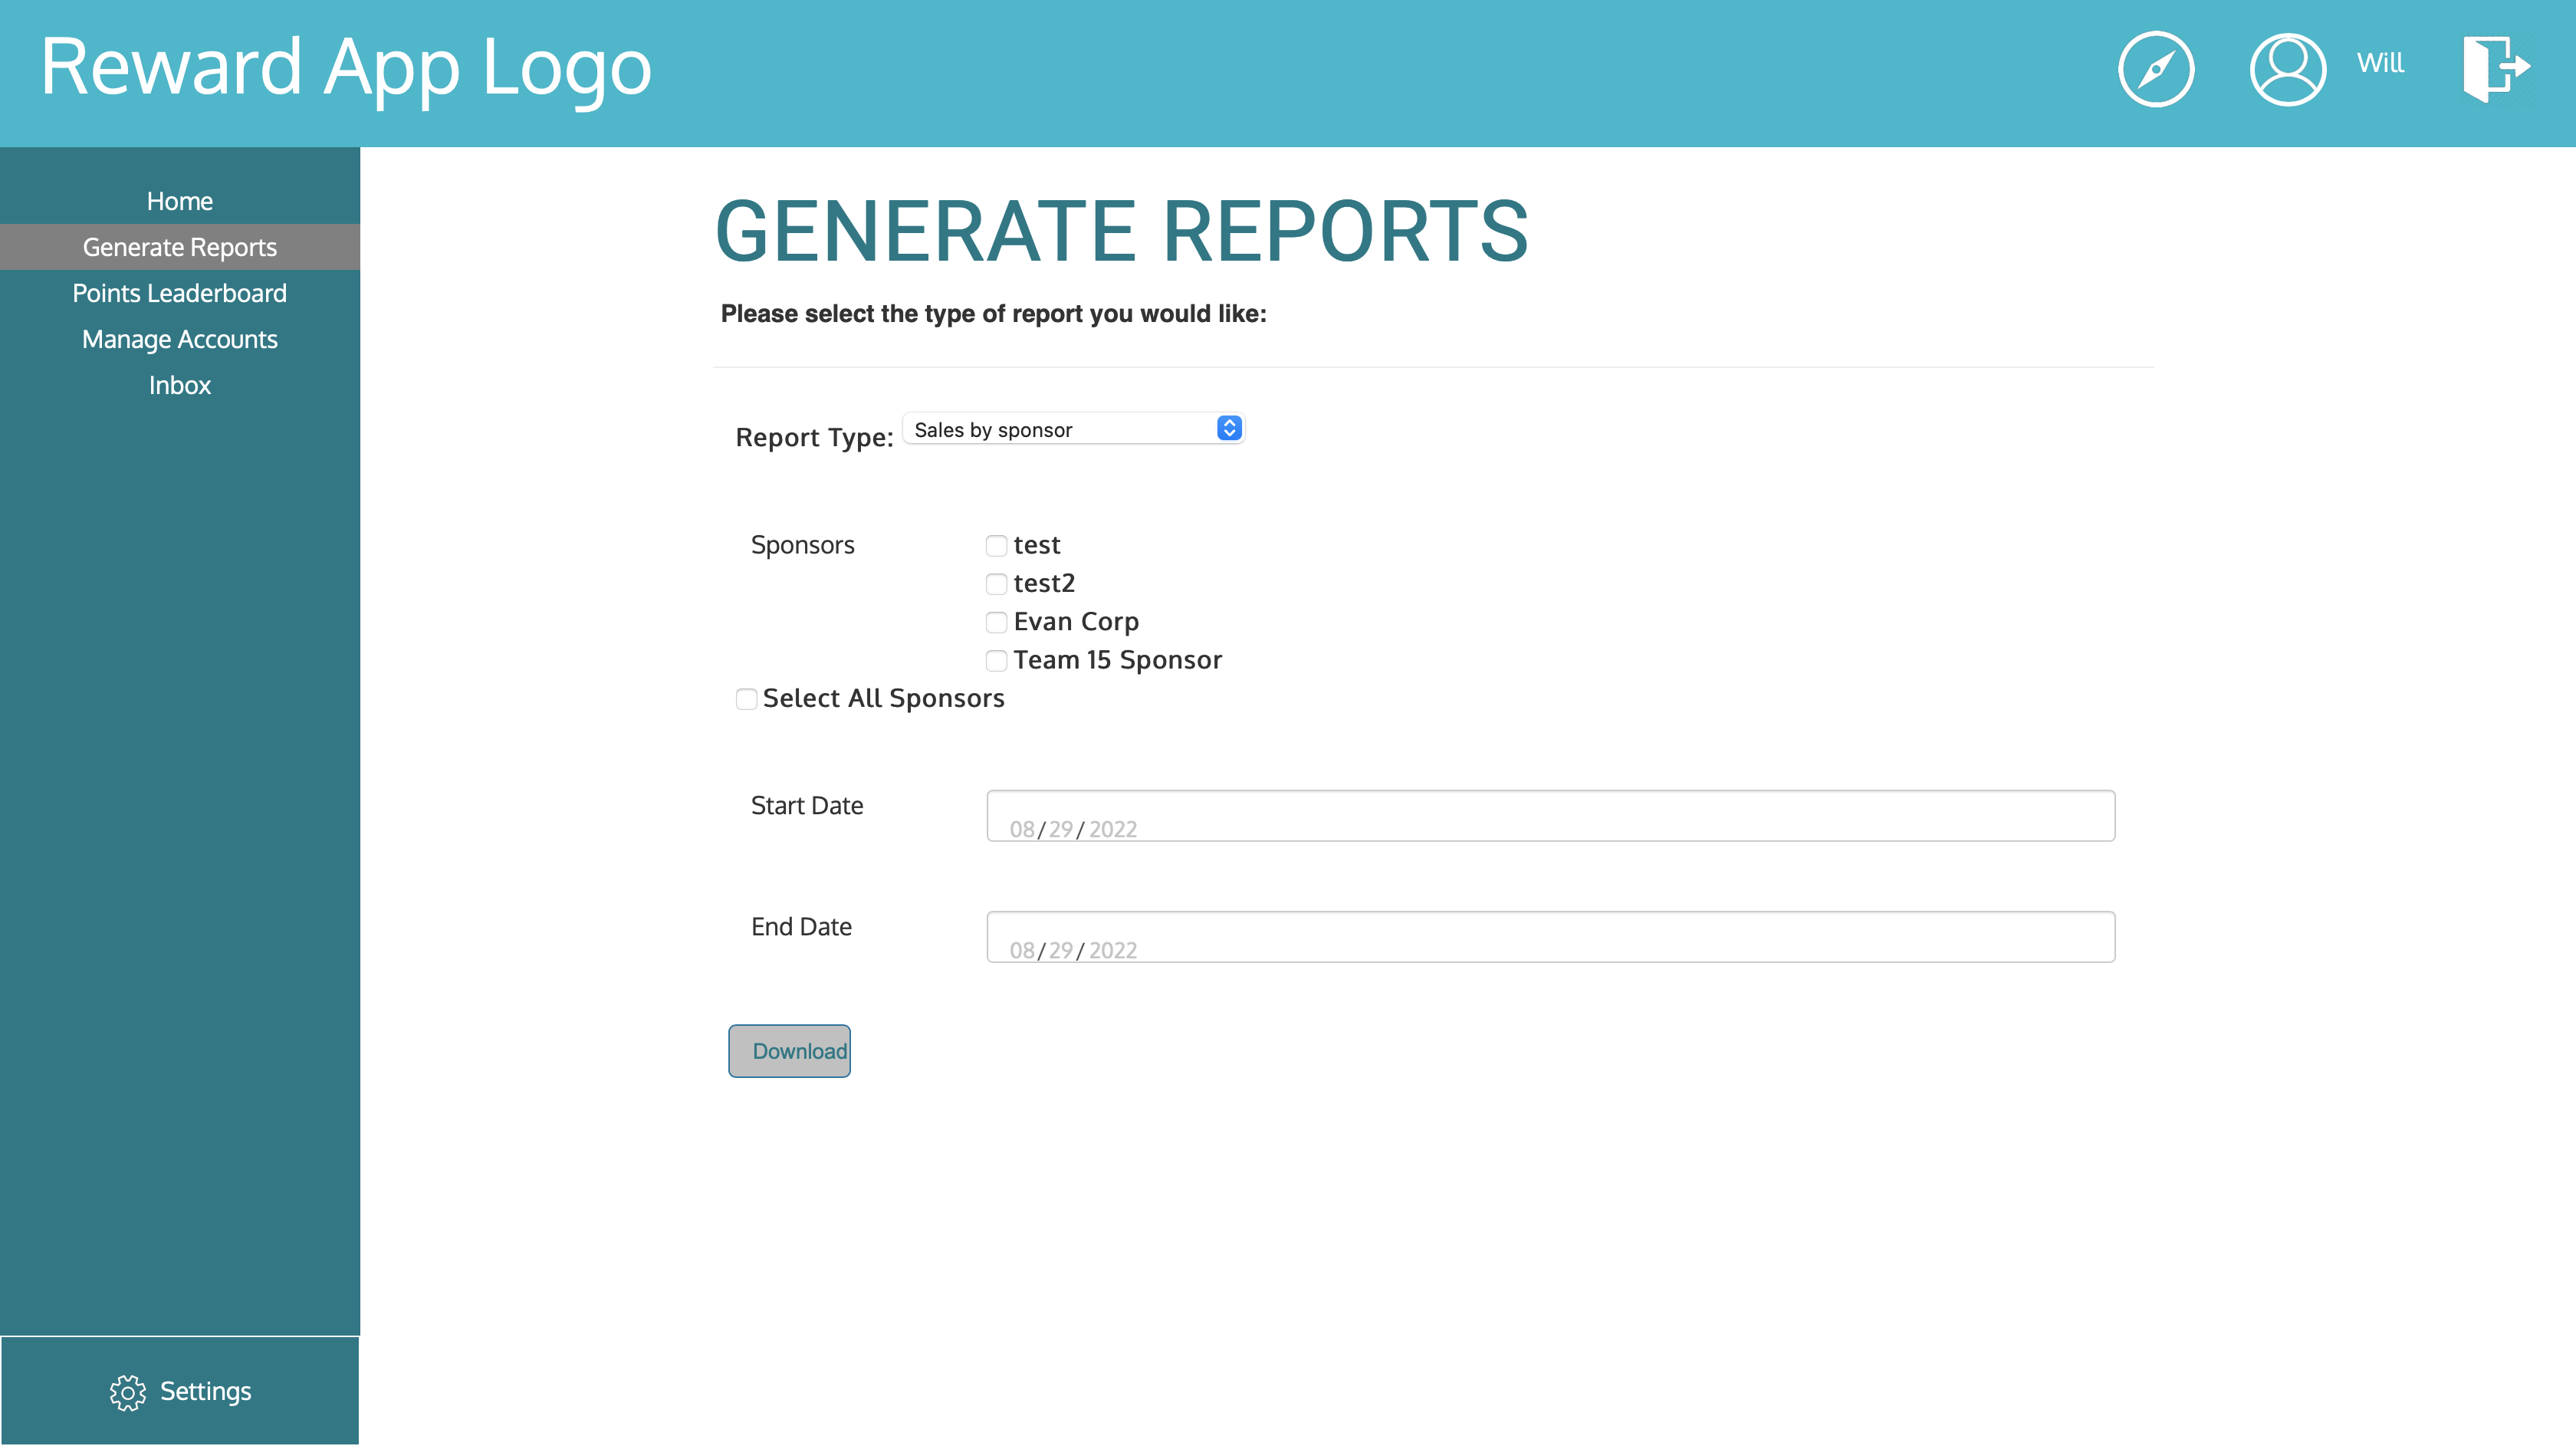 Reward App Logo
Will
Home
Generate Reports
Points Leaderboard
Manage Accounts
Inbox
Settings
GENERATE REPORTS
Please select the type of report you would like:
Report Type: Sales by sponsor
Sponsors
test
test2
Evan Corp
Team 15 Sponsor
Select All Sponsors
Start Date
08/29/2022
End Date
08/29/2022
Download